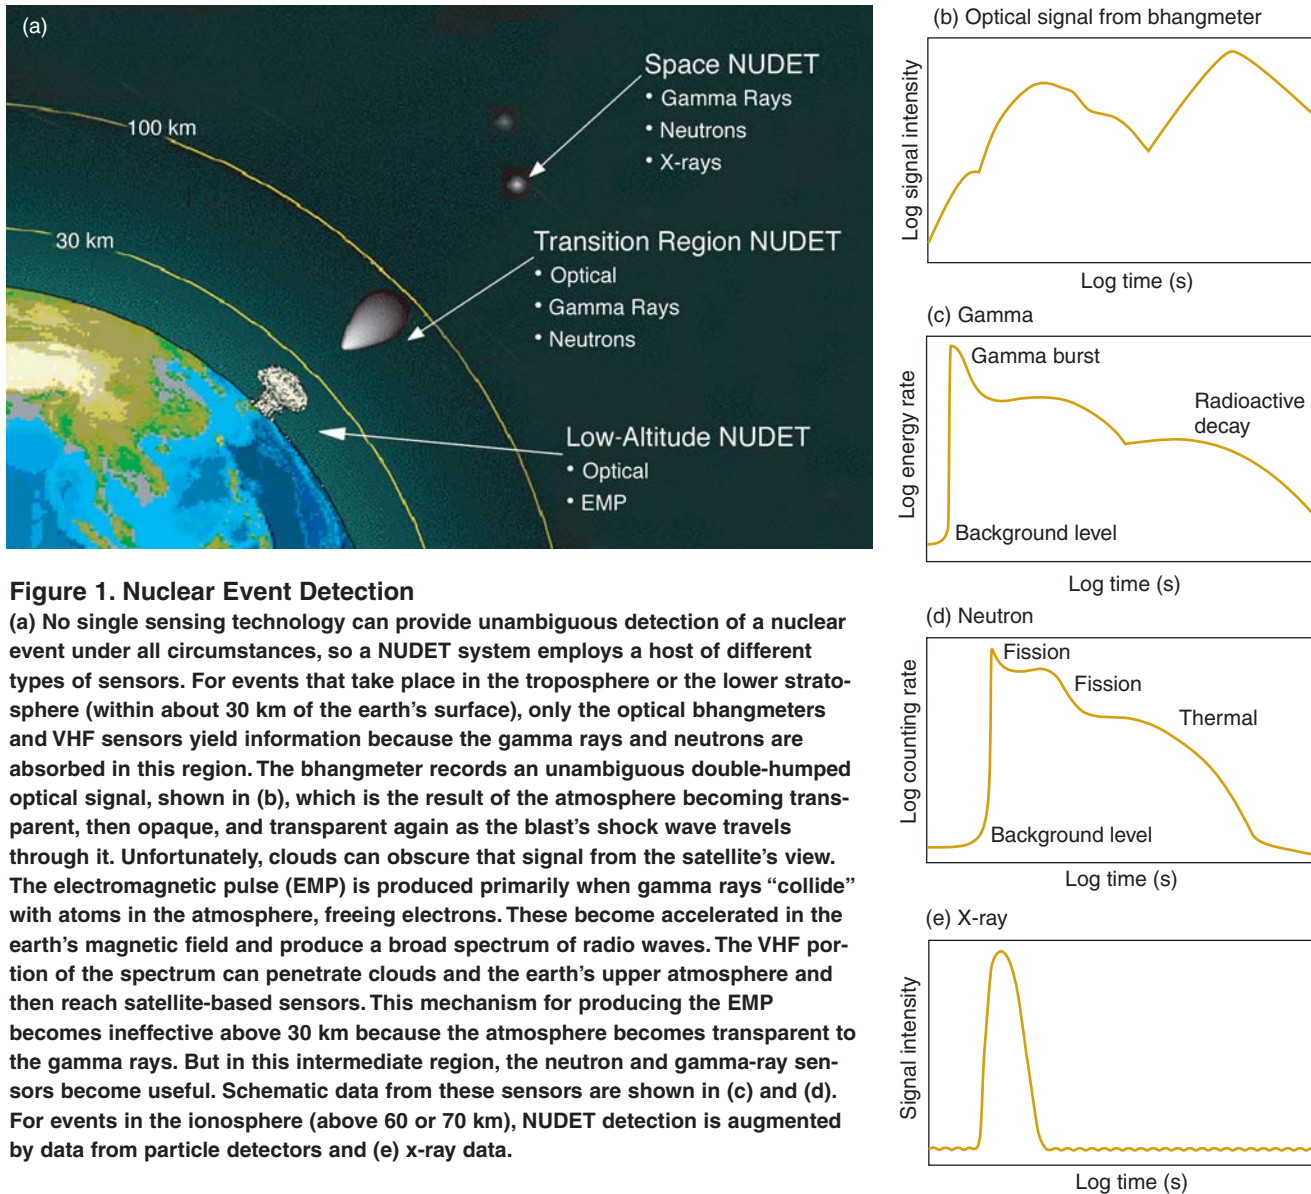 (a)
100 km
30 km
Space NUDET
• Gamma Rays
• Neutrons
• X-rays
Transition Region NUDET
• Optical
• Gamma Rays
• Neutrons
Low-Altitude NUDET
• Optical
• EMP
Figure 1. Nuclear Event Detection
(a) No single sensing technology can provide unambiguous detection of a nuclear
event under all circumstances, so a NUDET system employs a host of different
types of sensors. For events that take place in the troposphere or the lower strato-
sphere (within about 30 km of the earth’s surface), only the optical bhangmeters
and VHF sensors yield information because the gamma rays and neutrons are
absorbed in this region. The bhangmeter records an unambiguous double-humped
optical signal, shown in (b), which is the result of the atmosphere becoming trans-
parent, then opaque, and transparent again as the blast’s shock wave travels
through it. Unfortunately, clouds can obscure that signal from the satellite’s view.
The electromagnetic pulse (EMP) is produced primarily when gamma rays “collide”
with atoms in the atmosphere, freeing electrons. These become accelerated in the
earth’s magnetic field and produce a broad spectrum of radio waves. The VHF por-
tion of the spectrum can penetrate clouds and the earth’s upper atmosphere and
then reach satellite-based sensors. This mechanism for producing the EMP
becomes ineffective above 30 km because the atmosphere becomes transparent to
the gamma rays. But in this intermediate region, the neutron and gamma-ray sen-
sors become useful. Schematic data from these sensors are shown in (c) and (d).
For events in the ionosphere (above 60 or 70 km), NUDET detection is augmented
by data from particle detectors and (e) x-ray data.
(b) Optical signal from bhangmeter
Log signal intensity
Log time (s)
(c) Gamma
Gamma burst
Radioactive
decay
Background level
Log energy rate
Log time (s)
(d) Neutron
Fission
Fission
Thermal
Background level
Log counting rate
Log time (s)
(e) X-ray
Signal intensity
Log time (s)